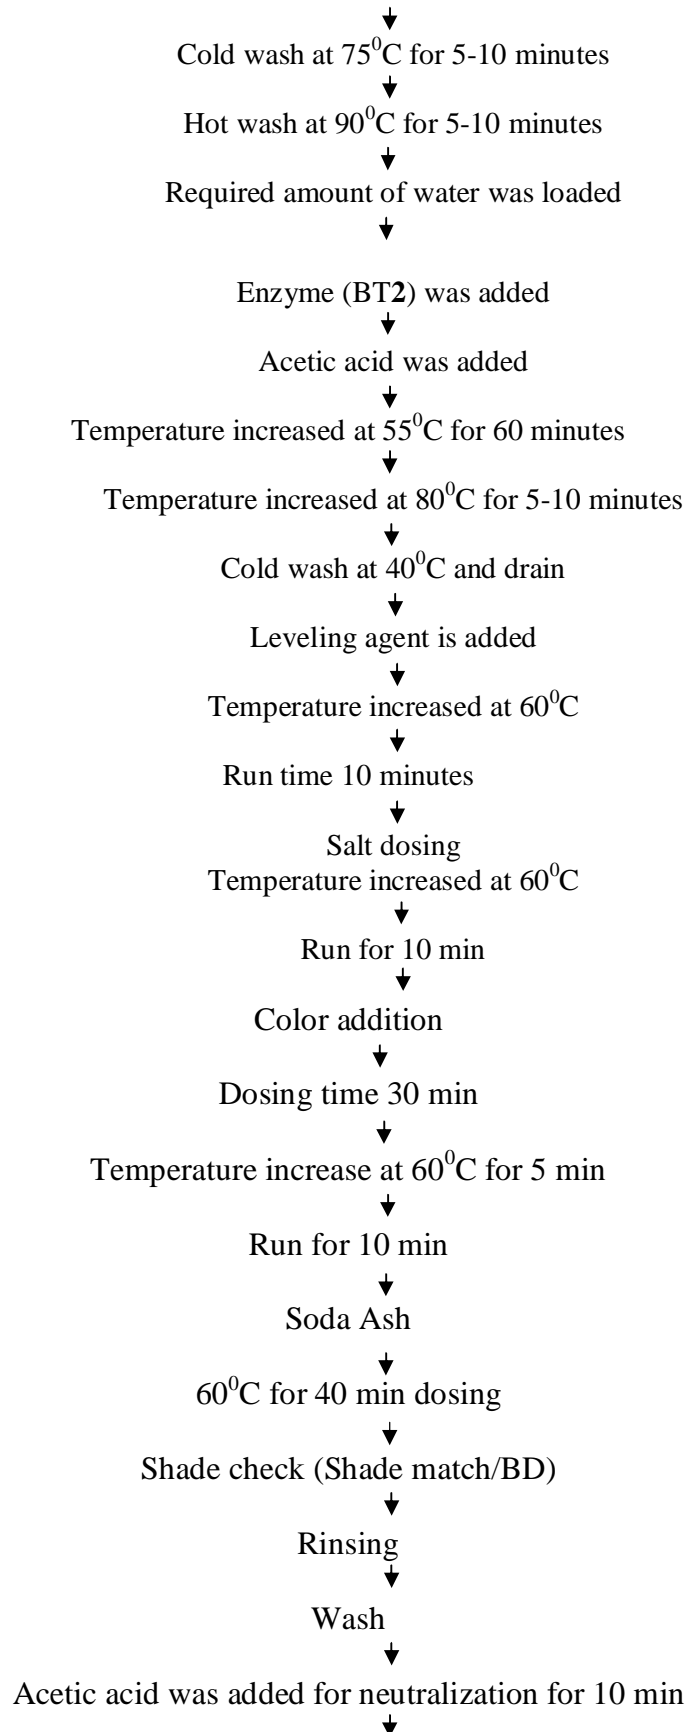 Cold wash at 75⁰C for 5-10 minutes
Hot wash at 90⁰C for 5-10 minutes
Required amount of water was loaded
Enzyme (BT2) was added
Acetic acid was added
Temperature increased at 55⁰C for 60 minutes
Temperature increased at 80⁰C for 5-10 minutes
Cold wash at 40⁰C and drain
Leveling agent is added
Temperature increased at 60⁰C
Run time 10 minutes
Salt dosing
Temperature increased at 60⁰C
Run for 10 min
Color addition
Dosing time 30 min
Temperature increase at 60⁰C for 5 min
Run for 10 min
Soda Ash
60⁰C for 40 min dosing
Shade check (Shade match/BD)
Rinsing
Wash
Acetic acid was added for neutralization for 10 min